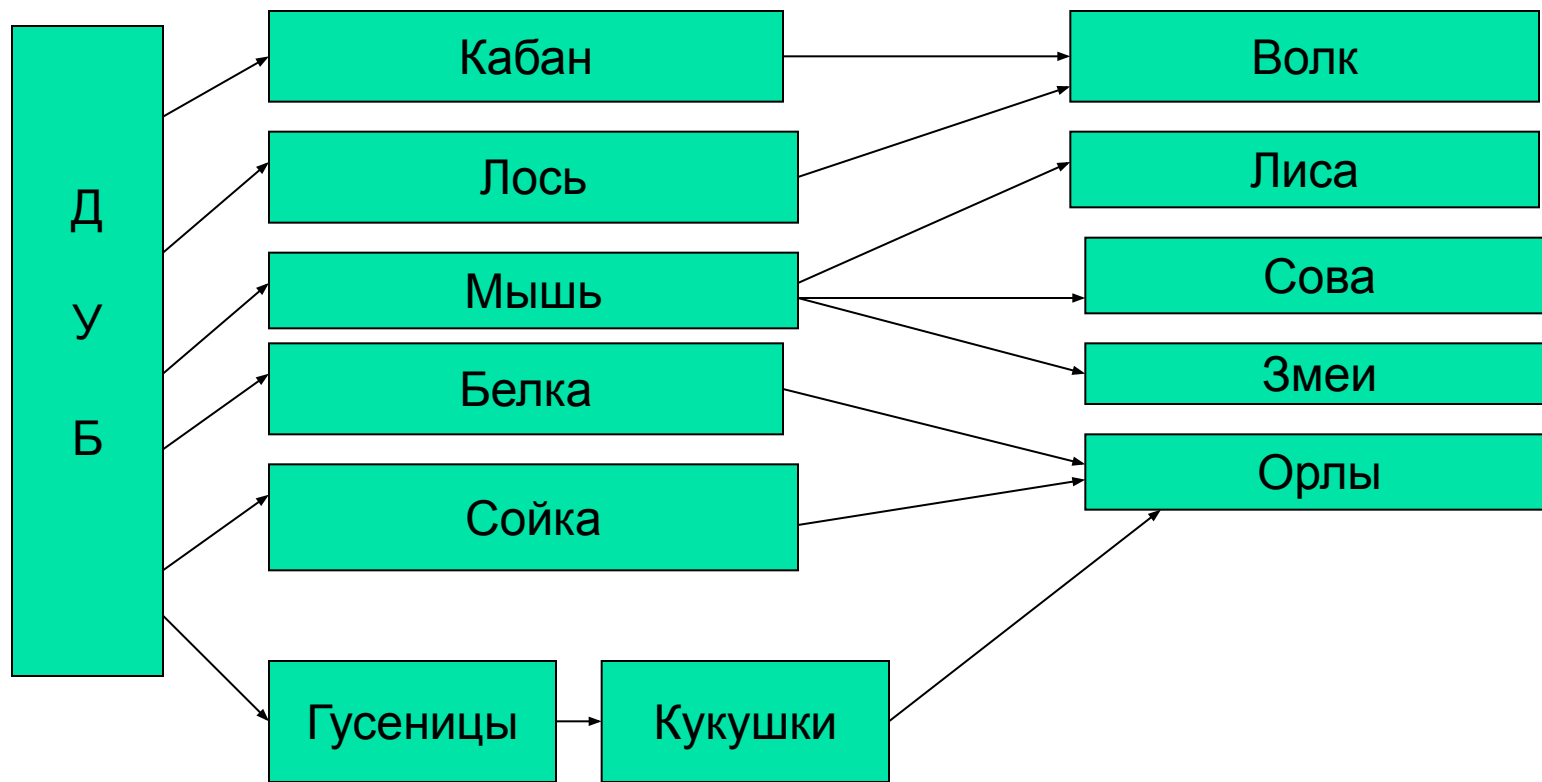 Д
У
Б
Кабан
Волк
Лось
Лиса
Мышь
Сова
Белка
Змеи
Сойка
Орлы
Гусеницы
Кукушки